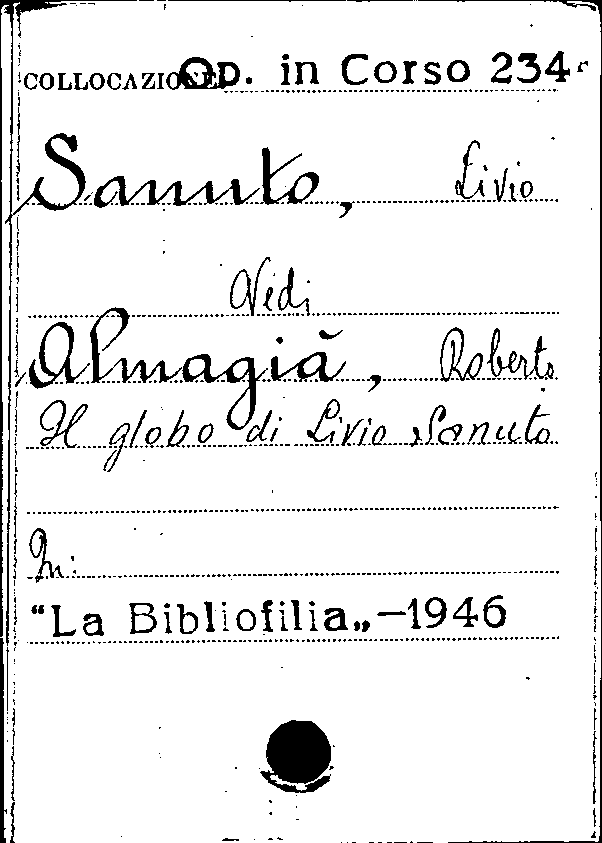 COLLOCAZIONE Op. in Corso 234
Sanuto, Livio
Vedi
Almagià, Roberto
Il globo di Livio Sanuto
In:
"La Bibliofilia„—1946